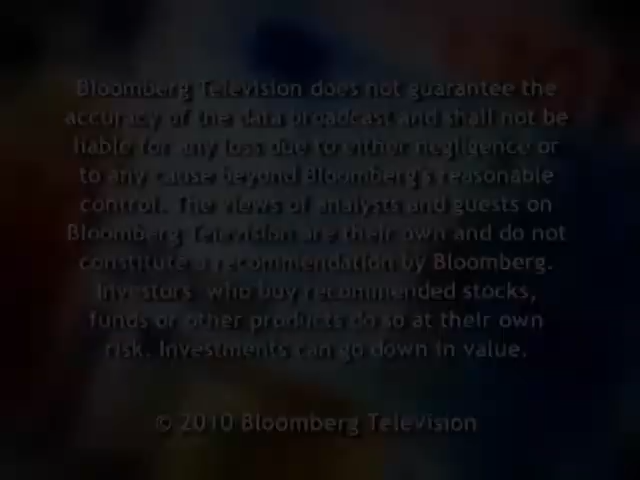 Bloomberg Television does not guarantee the
accuracy of the data broadcast and shall not be
liable for any loss due to either negligence or
to any cause beyond Bloomberg's reasonable
control. The views of analysts and guests on
Bloomberg Television are their own and do not
constitute a recommendation by Bloomberg.
Investors who buy recommended stocks,
funds or other products do so at their own
risk. Investments can go down in value.
© 2010 Bloomberg Television